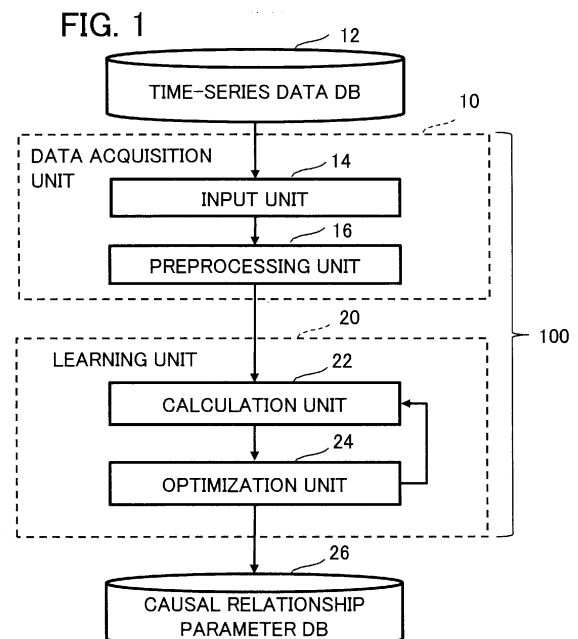 FIG. 1
12
TIME-SERIES DATA DB
10
DATA ACQUISITION
UNIT
14
INPUT UNIT
16
PREPROCESSING UNIT
20
100
LEARNING UNIT
22
CALCULATION UNIT
24
OPTIMIZATION UNIT
26
CAUSAL RELATIONSHIP
PARAMETER DB